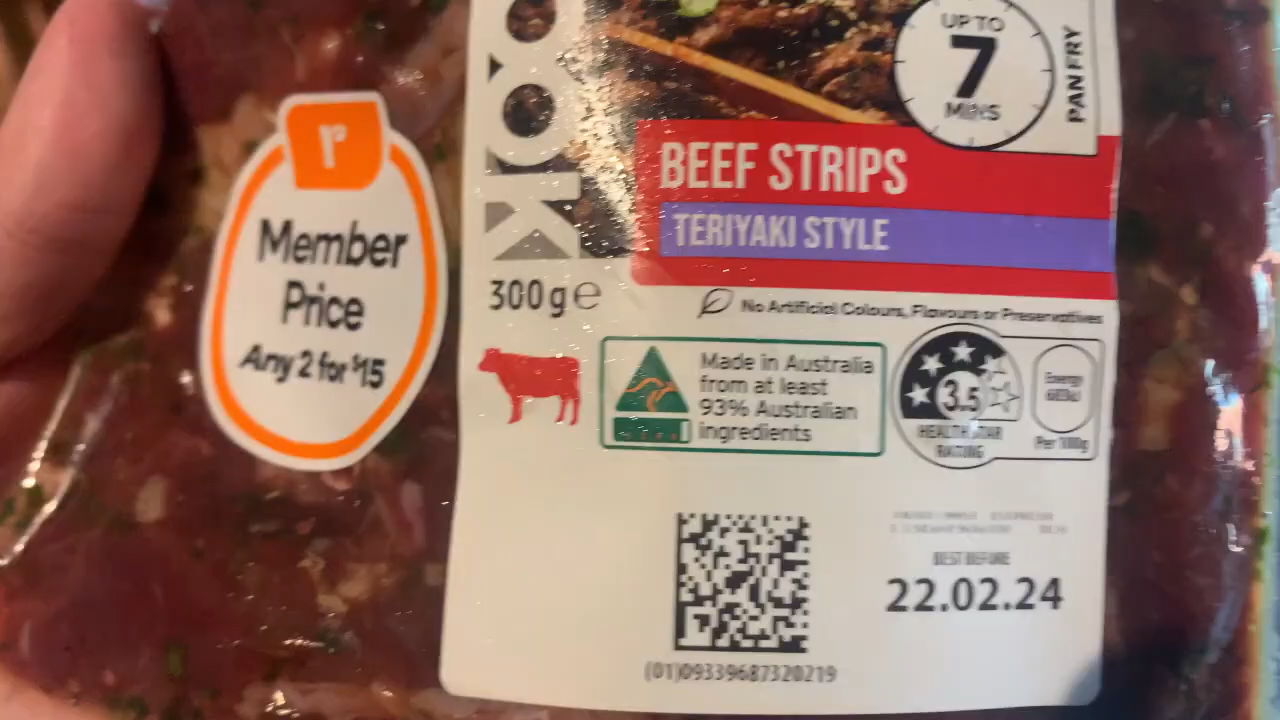 r
Member
Price
Any 2 for $15
COOK
300g e
UP TO
7
MINS
PAN FRY
BEEF STRIPS
TERIYAKI STYLE
No Artificial Colours, Flavours or Preservatives
Made in Australia
from at least
93% Australian
ingredients
3.5
HEALTH STAR
RATING
Energy
Per 100g
BEST BEFORE
22.02.24
(01)09339687320219